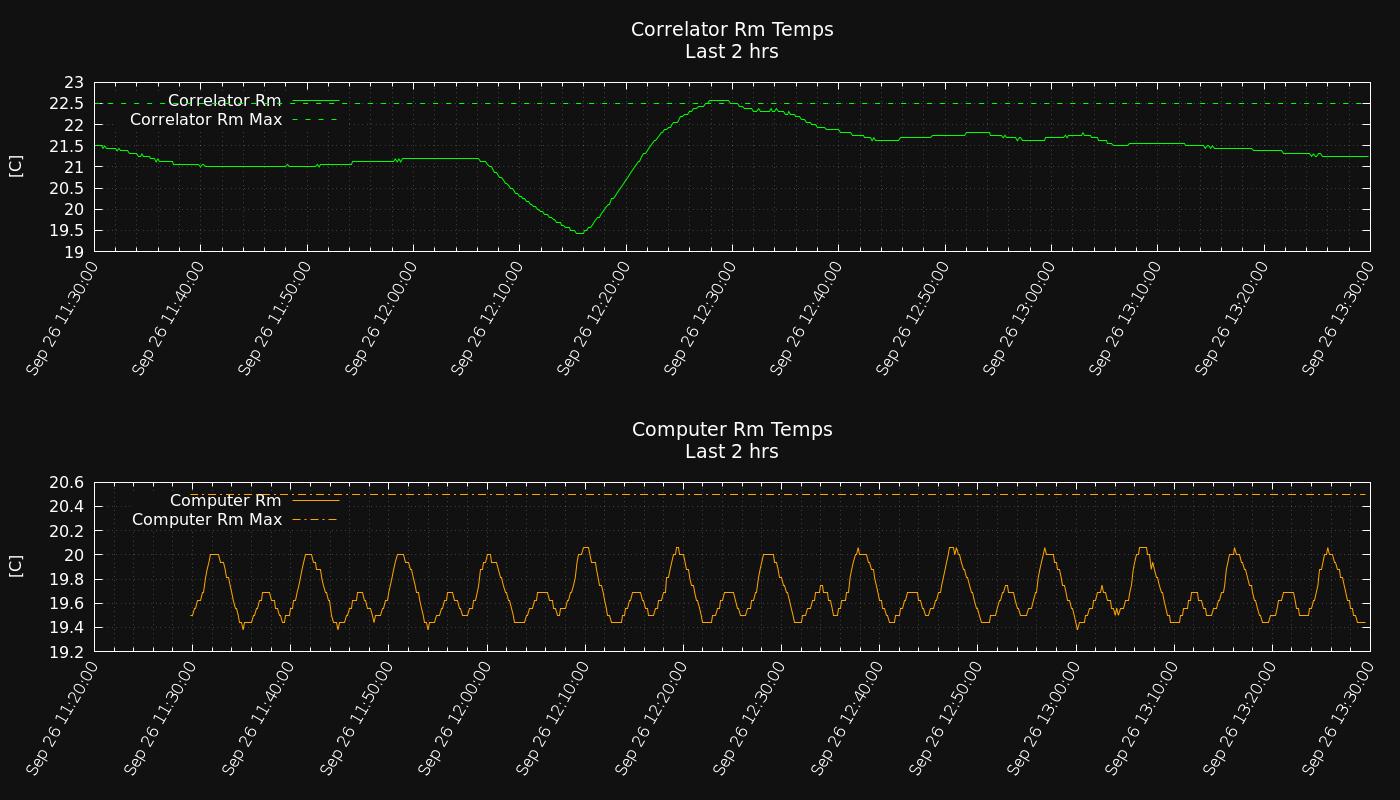 Correlator Rm Temps
Last 2 hrs
23
22.5
22
21.5
21
20.5
20
19.5
19
[C]
Correlator Rm
Correlator Rm Max
Sep 26 11:30:00
Sep 26 11:40:00
Sep 26 11:50:00
Sep 26 12:00:00
Sep 26 12:10:00
Sep 26 12:20:00
Sep 26 12:30:00
Sep 26 12:40:00
Sep 26 12:50:00
Sep 26 13:00:00
Sep 26 13:10:00
Sep 26 13:20:00
Sep 26 13:30:00
Computer Rm Temps
Last 2 hrs
20.6
20.4
20.2
20
19.8
19.6
19.4
19.2
[C]
Computer Rm
Computer Rm Max
Sep 26 11:20:00
Sep 26 11:30:00
Sep 26 11:40:00
Sep 26 11:50:00
Sep 26 12:00:00
Sep 26 12:10:00
Sep 26 12:20:00
Sep 26 12:30:00
Sep 26 12:40:00
Sep 26 12:50:00
Sep 26 13:00:00
Sep 26 13:10:00
Sep 26 13:20:00
Sep 26 13:30:00